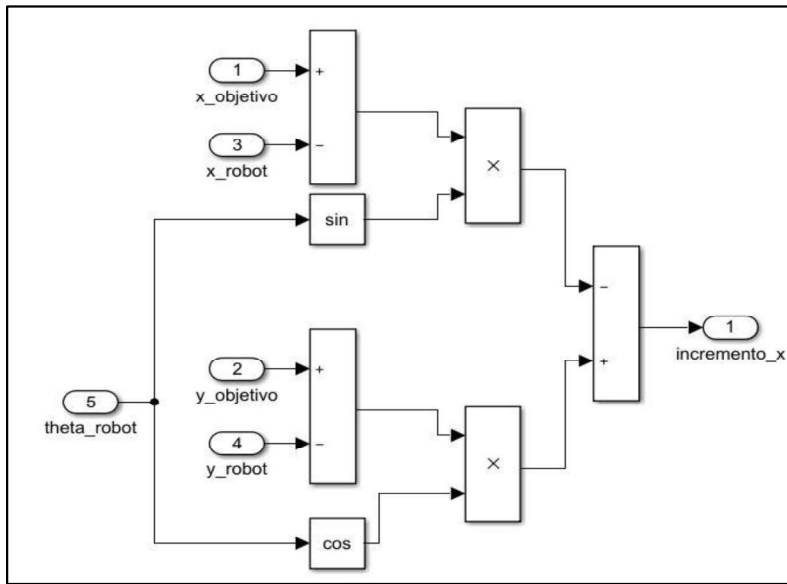 1
x_objetivo
+
3
x_robot
−
×
sin
−
1
incremento_x
+
2
y_objetivo
+
5
theta_robot
4
y_robot
−
×
cos